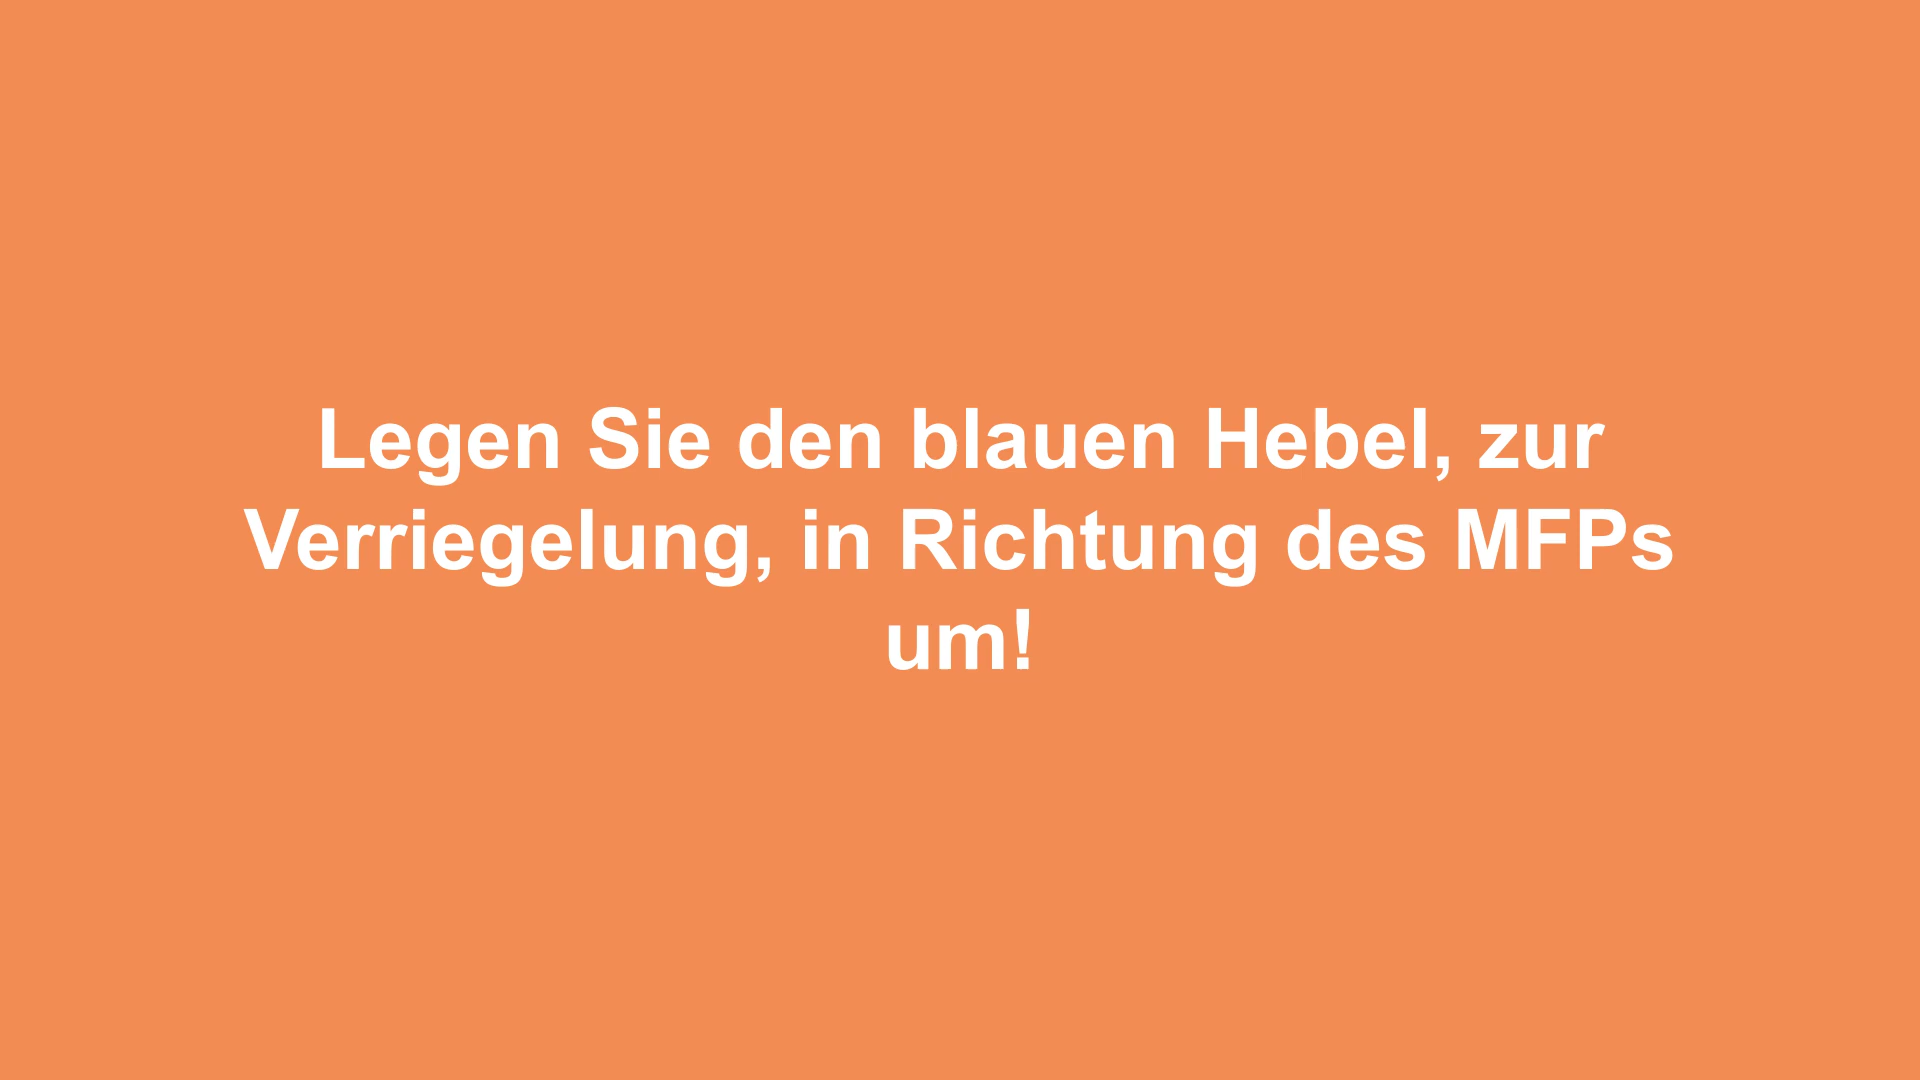 Legen Sie den blauen Hebel, zur
Verriegelung, in Richtung des MFPs
um!